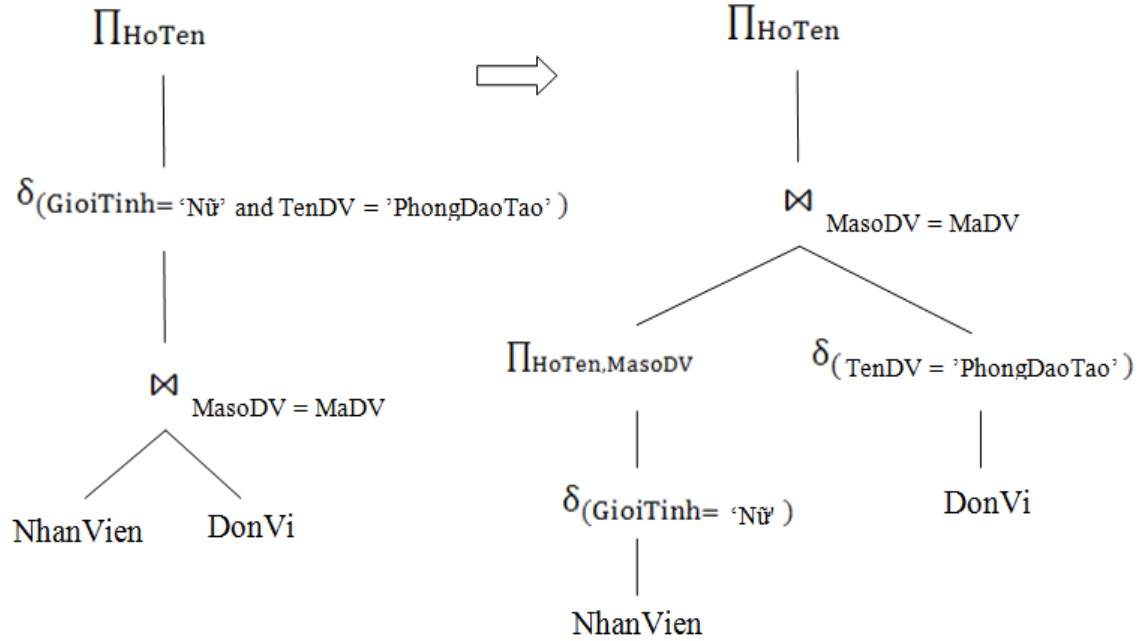 ∏HoTen
δ(GioiTinh= ‘Nữ’ and TenDV = ’PhongDaoTao’ )
⋈ MasoDV = MaDV
NhanVien DonVi
∏HoTen
⋈ MasoDV = MaDV
∏HoTen,MasoDV δ( TenDV = ’PhongDaoTao’ )
δ(GioiTinh= ‘Nữ’ ) DonVi
NhanVien